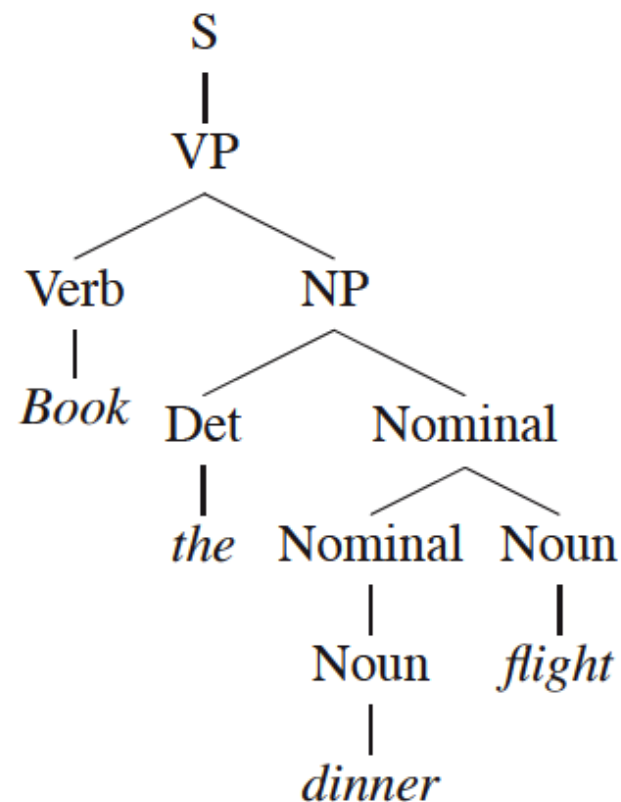 S
VP
Verb NP
Book Det Nominal
the Nominal Noun
Noun flight
dinner